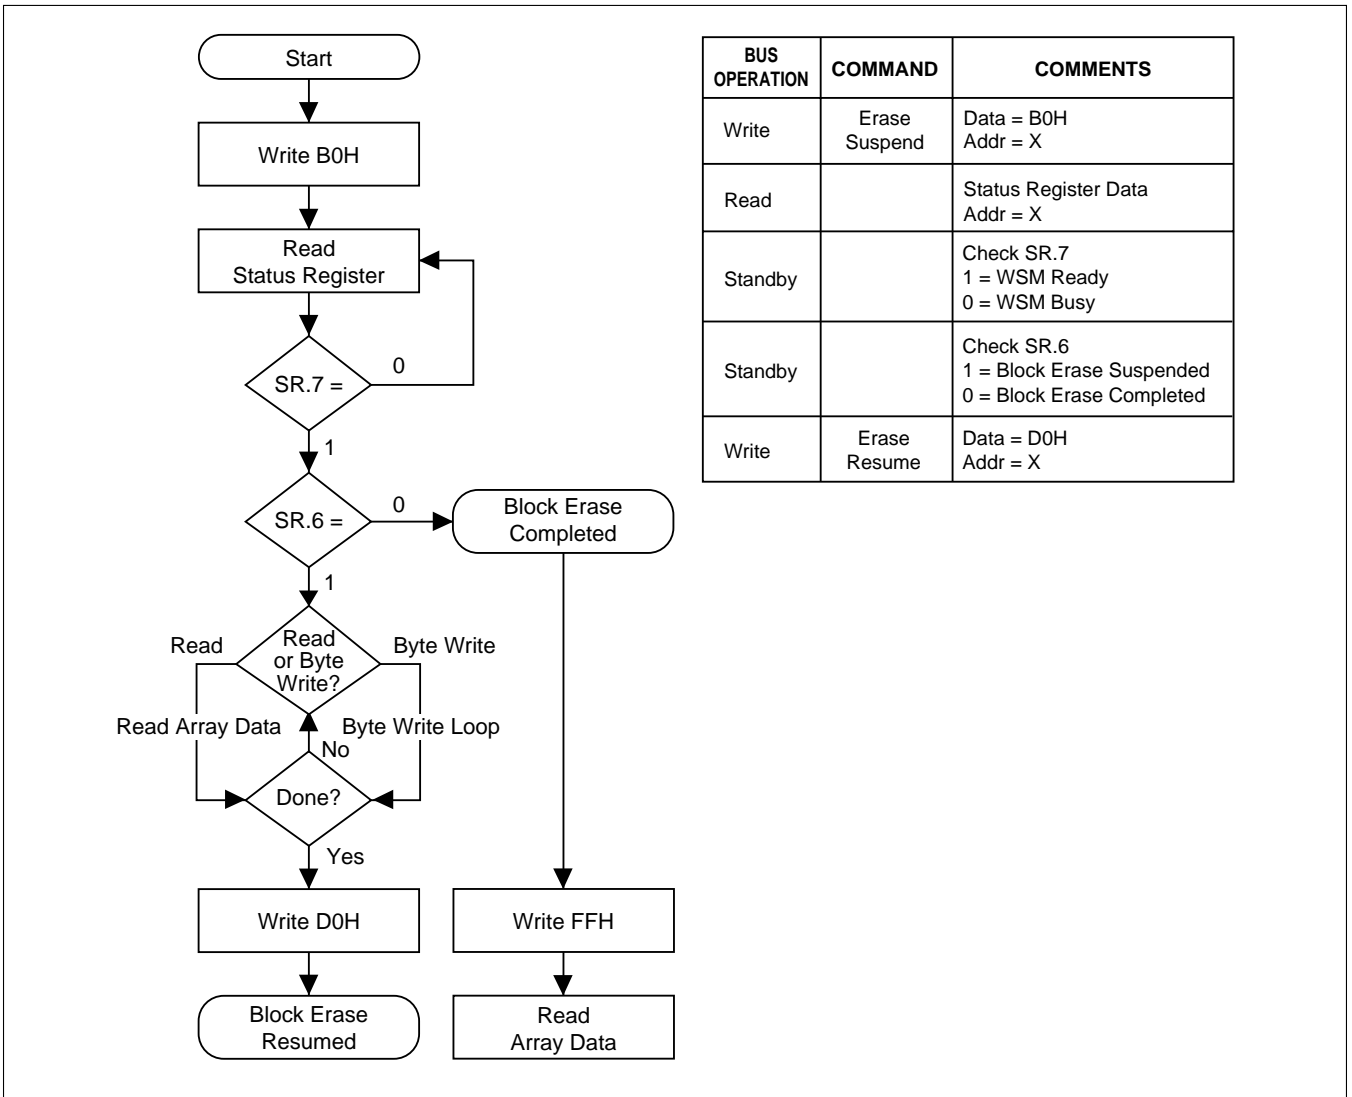 Start
Write B0H
Read
Status Register
SR.7 =
0
1
SR.6 =
0
Block Erase
Completed
1
Read
Read
or Byte
Write?
Byte Write
Read Array Data
Byte Write Loop
No
Done?
Yes
Write D0H
Write FFH
Block Erase
Resumed
Read
Array Data
BUS
OPERATION
COMMAND
COMMENTS
Write
Erase
Suspend
Data = B0H
Addr = X
Read
Status Register Data
Addr = X
Standby
Check SR.7
1 = WSM Ready
0 = WSM Busy
Standby
Check SR.6
1 = Block Erase Suspended
0 = Block Erase Completed
Write
Erase
Resume
Data = D0H
Addr = X